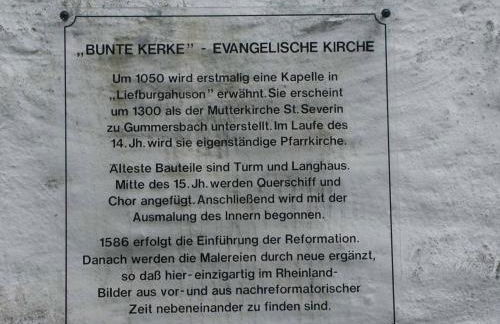 „BUNTE KERKE” - EVANGELISCHE KIRCHE
Um 1050 wird erstmalig eine Kapelle in
„Liefburgahuson” erwähnt. Sie erscheint
um 1300 als der Mutterkirche St. Severin
zu Gummersbach unterstellt. Im Laufe des
14. Jh. wird sie eigenständige Pfarrkirche.
Älteste Bauteile sind Turm und Langhaus.
Mitte des 15. Jh. werden Querschiff und
Chor angefügt. Anschließend wird mit der
Ausmalung des Innern begonnen.
1586 erfolgt die Einführung der Reformation.
Danach werden die Malereien durch neue ergänzt,
so daß hier - einzigartig im Rheinland-
Bilder aus vor- und aus nachreformatorischer
Zeit nebeneinander zu finden sind.